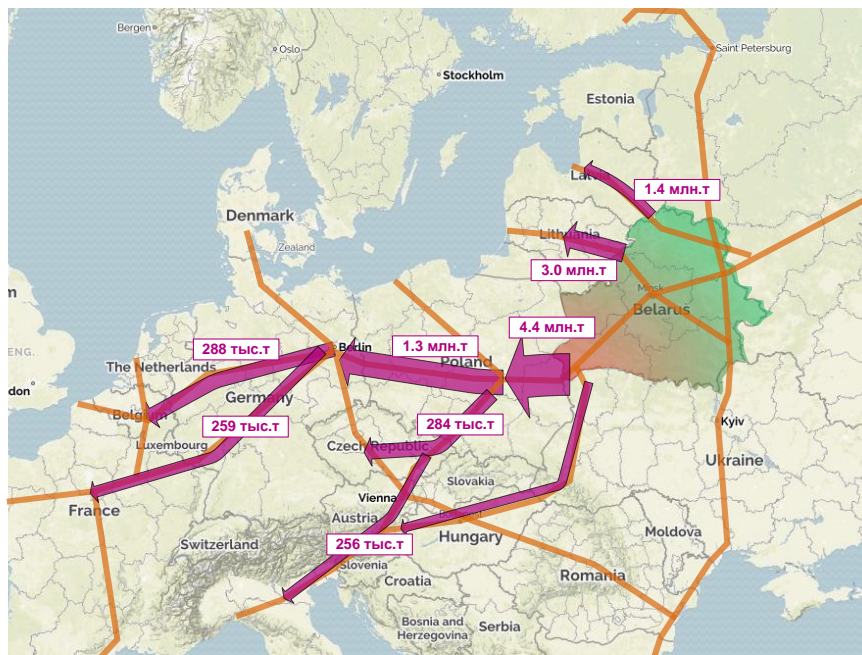 Bergen
Oslo
Saint Petersburg
Stockholm
Estonia
1.4 млн.т
Denmark
Lithuania
Zealand
3.0 млн.т
Minsk
Belarus
4.4 млн.т
ENG.
288 тыс.т
1.3 млн.т
Berlin
The Netherlands
Poland
Germany
Belgium
259 тыс.т
284 тыс.т
Kyiv
Luxembourg
Czech Republic
Ukraine
Slovakia
Vienna
France
Austria
Moldova
Hungary
Switzerland
256 тыс.т
Slovenia
Romania
Croatia
Bosnia and
Herzegovina
Serbia